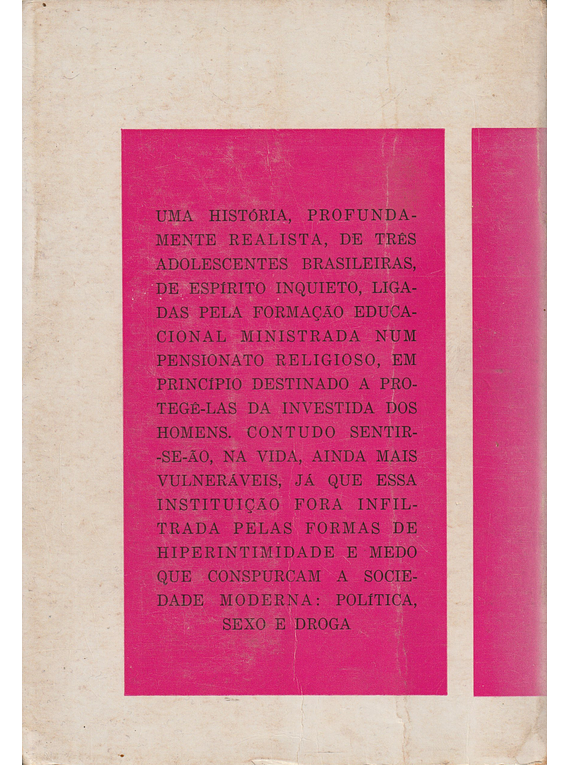 UMA HISTÓRIA, PROFUNDA-
MENTE REALISTA, DE TRÊS
ADOLESCENTES BRASILEIRAS,
DE ESPÍRITO INQUIETO, LIGA-
DAS PELA FORMAÇÃO EDUCA-
CIONAL MINISTRADA NUM
PENSIONATO RELIGIOSO, EM
PRINCÍPIO DESTINADO A PRO-
TEGÊ-LAS DA INVESTIDA DOS
HOMENS. CONTUDO SENTIR-
-SE-ÃO, NA VIDA, AINDA MAIS
VULNERÁVEIS, JÁ QUE ESSA
INSTITUIÇÃO FORA INFIL-
TRADA PELAS FORMAS DE
HIPERINTIMIDADE E MEDO
QUE CONSPURCAM A SOCIE-
DADE MODERNA: POLÍTICA,
SEXO E DROGA